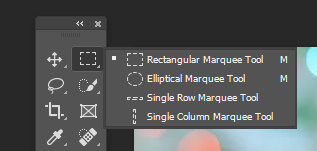 Rectangular Marquee Tool M
Elliptical Marquee Tool M
Single Row Marquee Tool
Single Column Marquee Tool